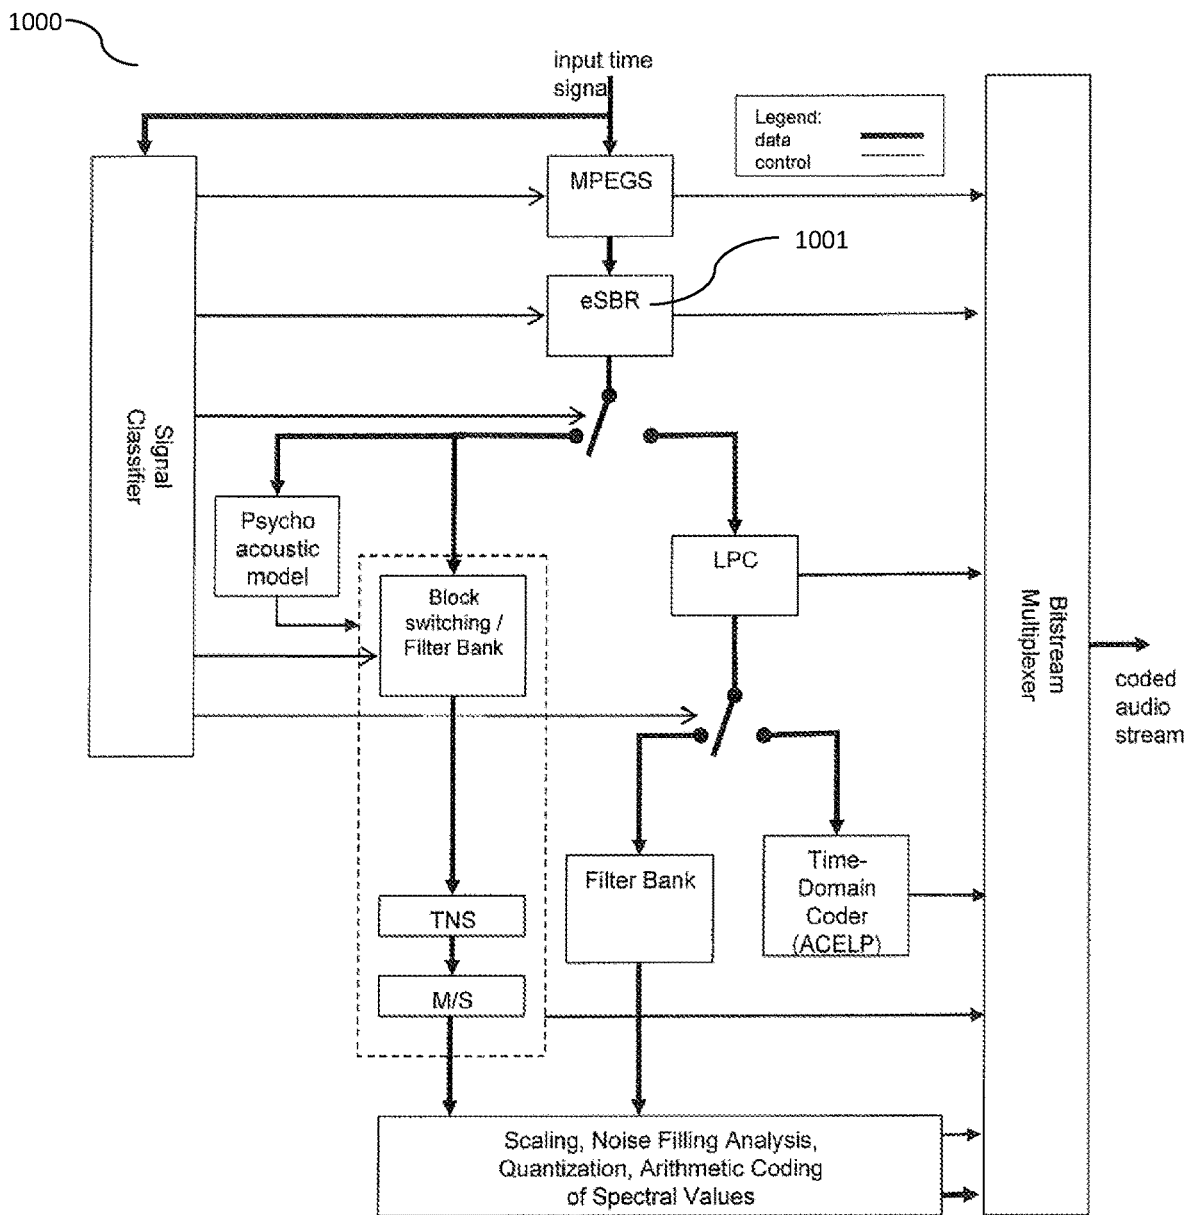 1000
input time
signal
Legend:
data
control
MPEGS
1001
eSBR
Signal
Classifier
Psycho
acoustic
model
LPC
Block
switching /
Filter Bank
Bitstream
Multiplexer
coded
audio
stream
Filter Bank
Time-
Domain
Coder
(ACELP)
TNS
M/S
Scaling, Noise Filling Analysis,
Quantization, Arithmetic Coding
of Spectral Values